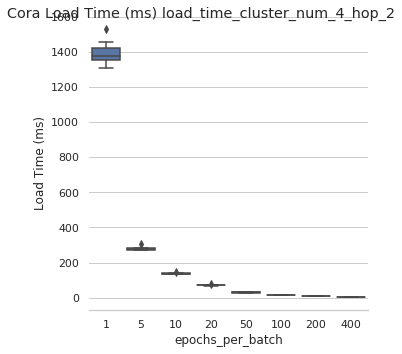 Cora Load Time (ms) load_time_cluster_num_4_hop_2
1600
1400
1200
1000
800
600
400
200
0
Load Time (ms)
1 5 10 20 50 100 200 400
epochs_per_batch